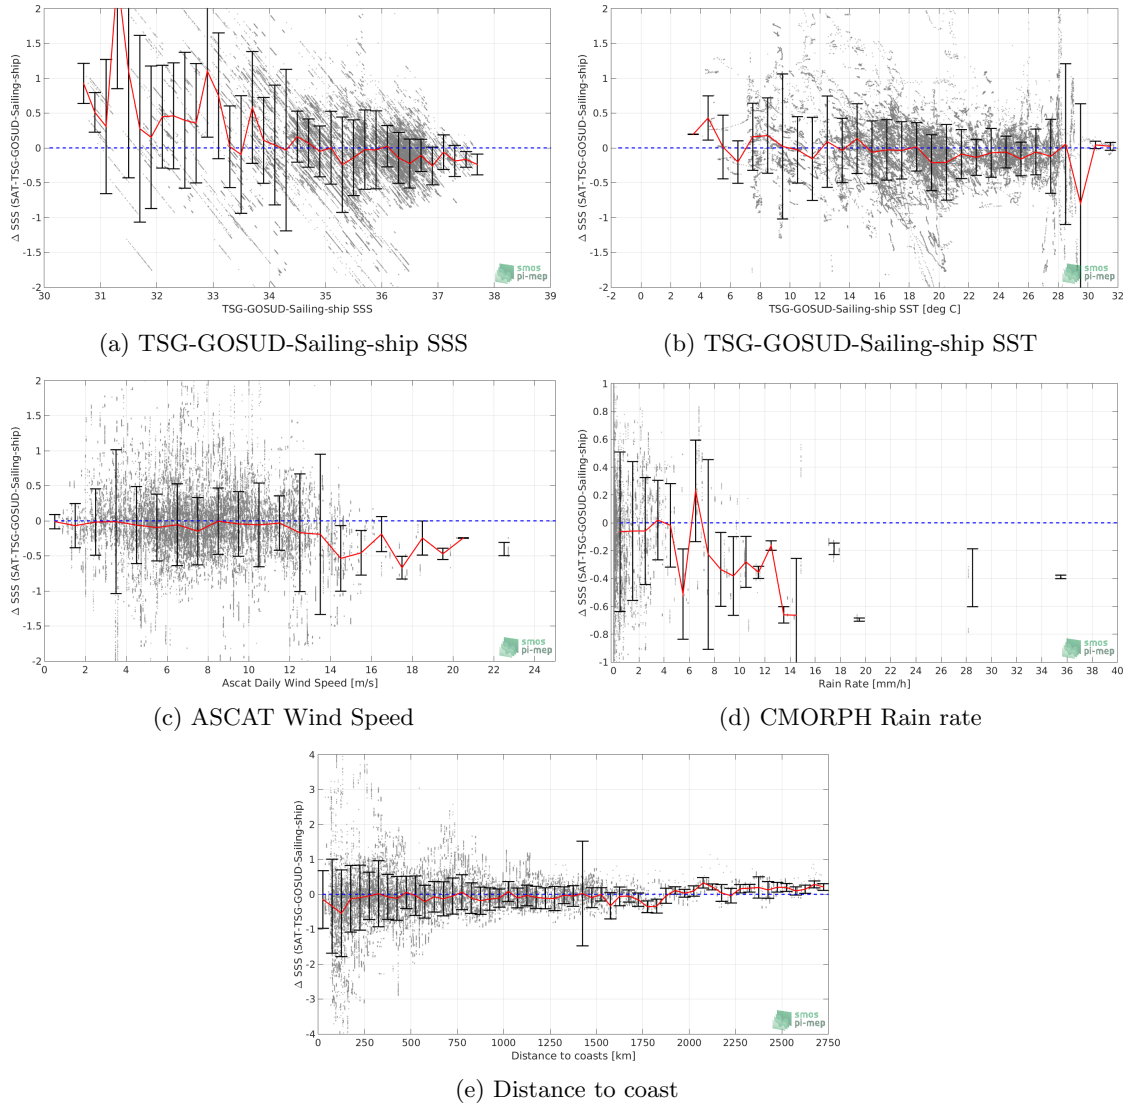 2
1.5
1
0.5
0
-0.5
-1
-1.5
-2
Δ SSS (SAT-TSG-GOSUD-Sailing-ship)
30 31 32 33 34 35 36 37 38 39
TSG-GOSUD-Sailing-ship SSS
smos
pi-mep
(a) TSG-GOSUD-Sailing-ship SSS
2
1.5
1
0.5
0
-0.5
-1
-1.5
-2
Δ SSS (SAT-TSG-GOSUD-Sailing-ship)
-2 0 2 4 6 8 10 12 14 16 18 20 22 24 26 28 30 32
TSG-GOSUD-Sailing-ship SST [deg C]
smos
pi-mep
(b) TSG-GOSUD-Sailing-ship SST
2
1.5
1
0.5
0
-0.5
-1
-1.5
-2
Δ SSS (SAT-TSG-GOSUD-Sailing-ship)
0 2 4 6 8 10 12 14 16 18 20 22 24
Ascat Daily Wind Speed [m/s]
smos
pi-mep
(c) ASCAT Wind Speed
1
0.8
0.6
0.4
0.2
0
-0.2
-0.4
-0.6
-0.8
-1
Δ SSS (SAT-TSG-GOSUD-Sailing-ship)
0 2 4 6 8 10 12 14 16 18 20 22 24 26 28 30 32 34 36 38 40
Rain Rate [mm/h]
smos
pi-mep
(d) CMORPH Rain rate
4
3
2
1
0
-1
-2
-3
-4
Δ SSS (SAT-TSG-GOSUD-Sailing-ship)
0 250 500 750 1000 1250 1500 1750 2000 2250 2500 2750
Distance to coasts [km]
smos
pi-mep
(e) Distance to coast